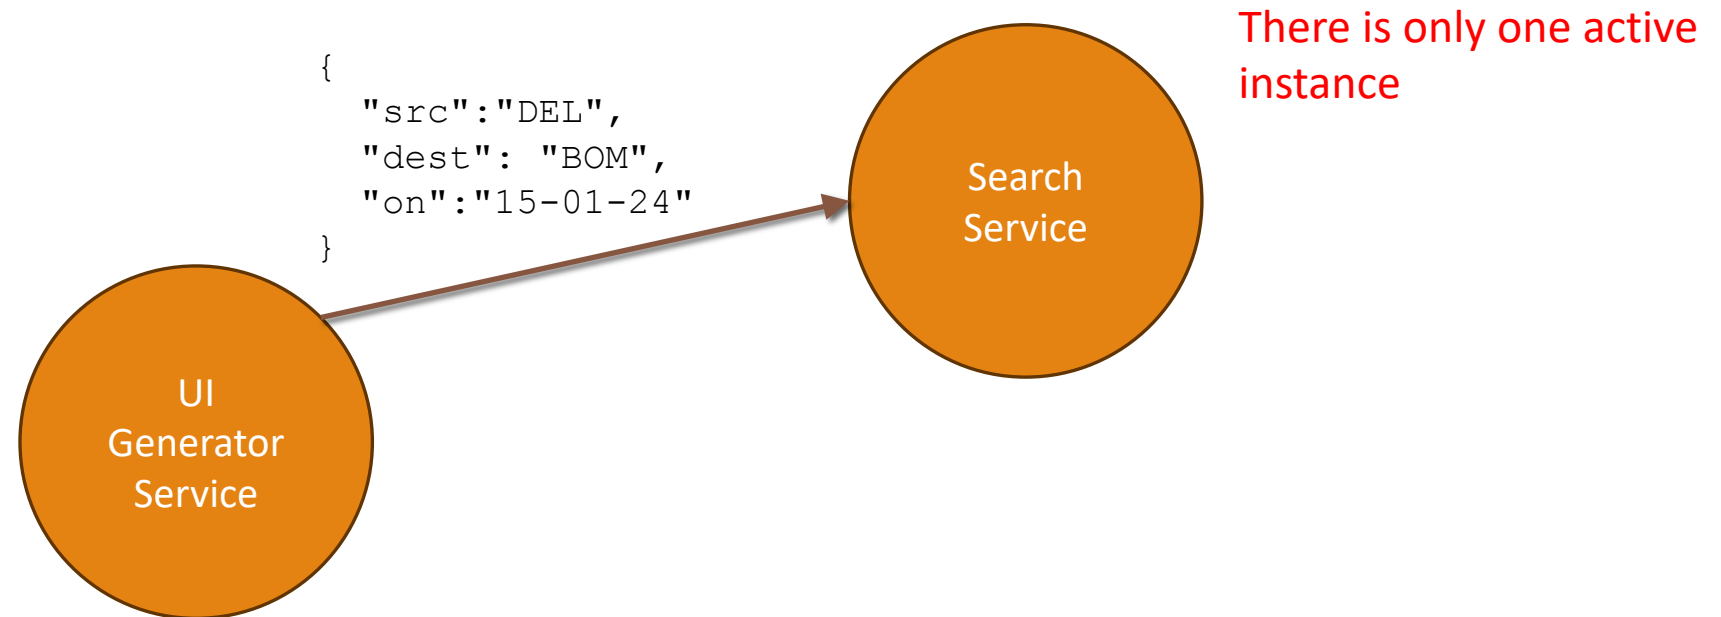 There is only one active
instance
{
"src":"DEL",
"dest": "BOM",
"on":"15-01-24"
}
Search
Service
UI
Generator
Service